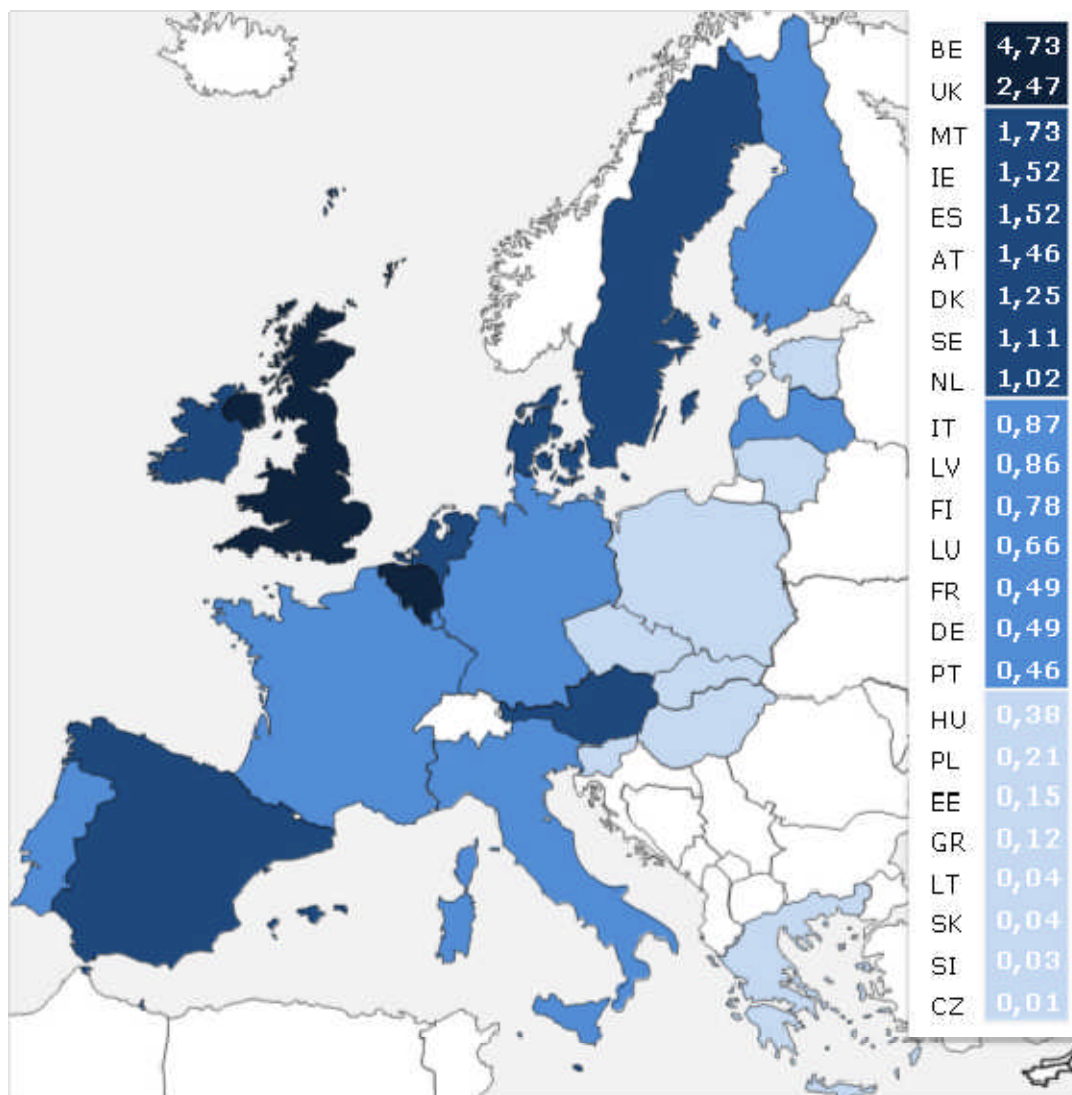 BE 4,73
UK 2,47
MT 1,73
IE 1,52
ES 1,52
AT 1,46
DK 1,25
SE 1,11
NL 1,02
IT 0,87
LV 0,86
FI 0,78
LU 0,66
FR 0,49
DE 0,49
PT 0,46
HU 0,38
PL 0,21
EE 0,15
GR 0,12
LT 0,04
SK 0,04
SI 0,03
CZ 0,01